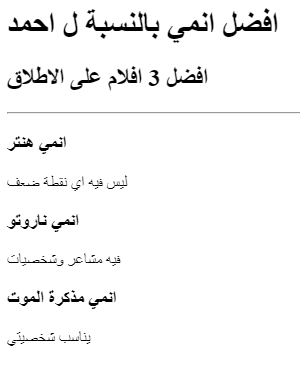 افضل انمي بالنسبة ل احمد
افضل 3 افلام على الاطلاق
انمي هنتر
ليس فيه اي نقطة ضعف
انمي ناروتو
فيه مشاعر وشخصيات
انمي مذكرة الموت
يناسب شخصيتي